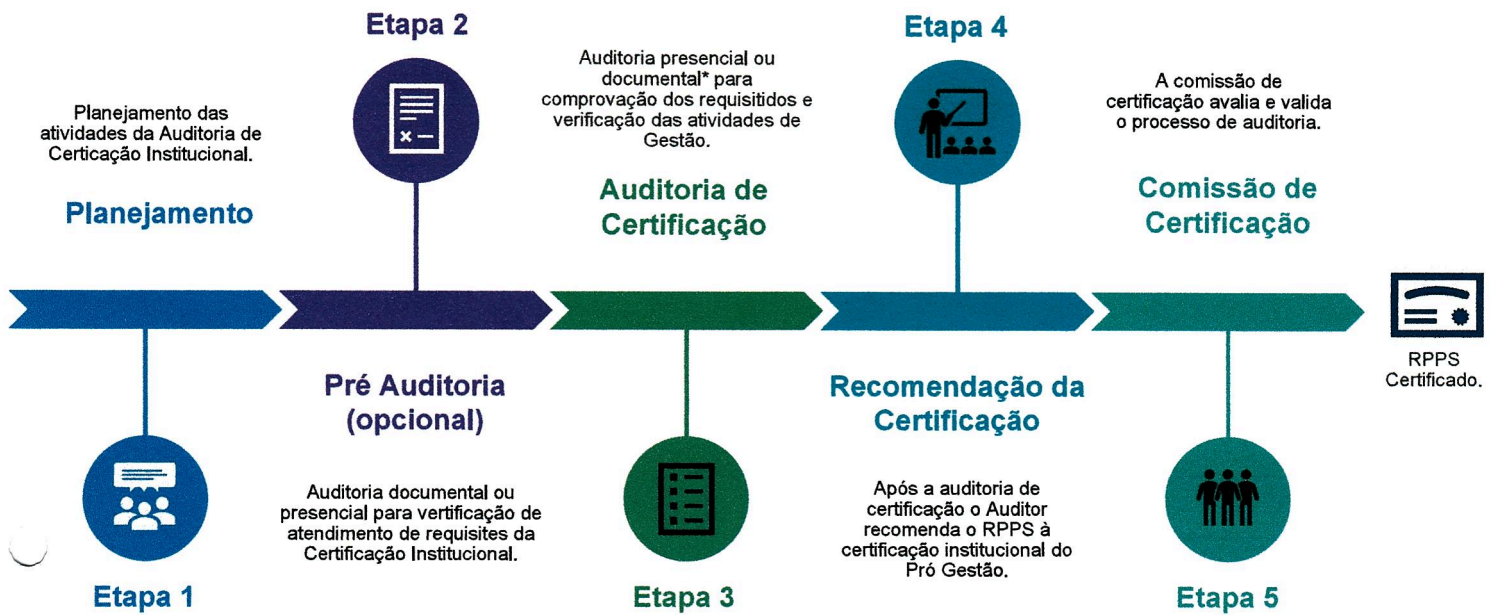 Etapa 1
Planejamento
Planejamento das
atividades da Auditoria de
Certicação Institucional.
Etapa 2
Pré Auditoria
(opcional)
Auditoria documental ou
presencial para vertificação de
atendimento de requisites da
Certificação Institucional.
Etapa 3
Auditoria de
Certificação
Auditoria presencial ou
documental* para
comprovação dos requisitidos e
verificação das atividades de
Gestão.
Etapa 4
Recomendação da
Certificação
Após a auditoria de
certificação o Auditor
recomenda o RPPS à
certificação institucional do
Pró Gestão.
Etapa 5
Comissão de
Certificação
A comissão de
certificação avalia e valida
o processo de auditoria.
RPPS
Certificado.